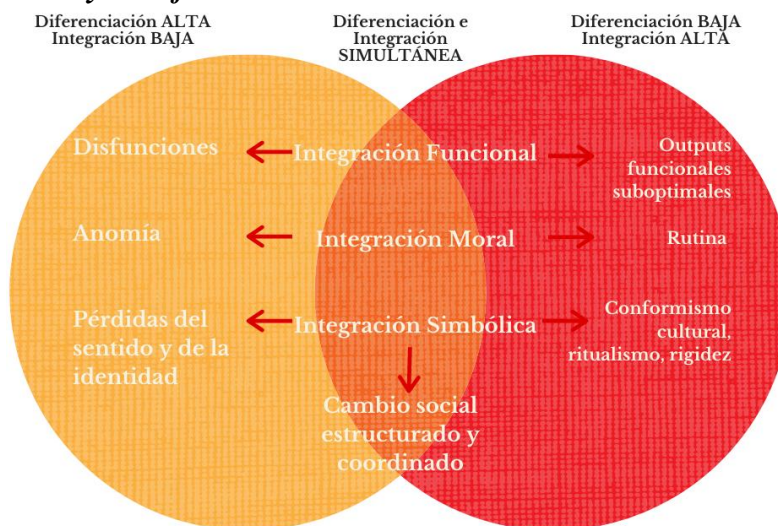 Diferenciación ALTA
Integración BAJA
Diferenciación e
Integración
SIMULTÁNEA
Diferenciación BAJA
Integración ALTA
Disfunciones
Integración Funcional
Outputs
funcionales
suboptimales
Anomía
Integración Moral
Rutina
Pérdidas del
sentido y de la
identidad
Integración Simbólica
Conformismo
cultural,
ritualismo, rigidez
Cambio social
estructurado y
coordinado